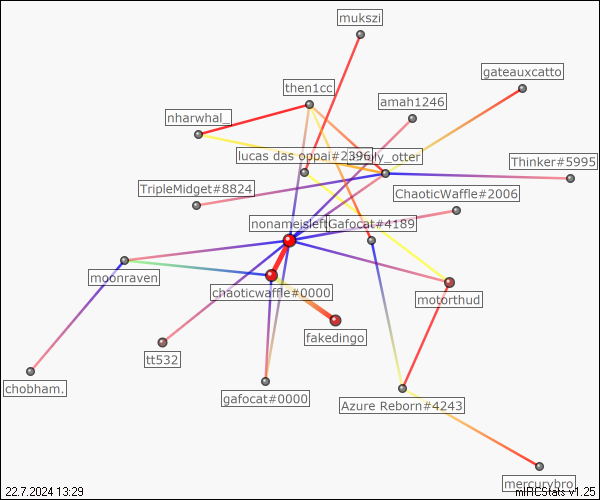 mukszi
gateauxcatto
then1cc
amah1246
nharwhal_
lucas das oppai#2396
_otter
Thinker#5995
TripleMidget#8824
ChaoticWaffle#2006
nonameisleft
Gafocat#4189
moonraven
chaoticwaffle#0000
motorthud
fakedingo
tt532
chobham.
gafocat#0000
Azure Reborn#4243
mercurybro
22.7.2024 13:29
mIRCStats v1.25